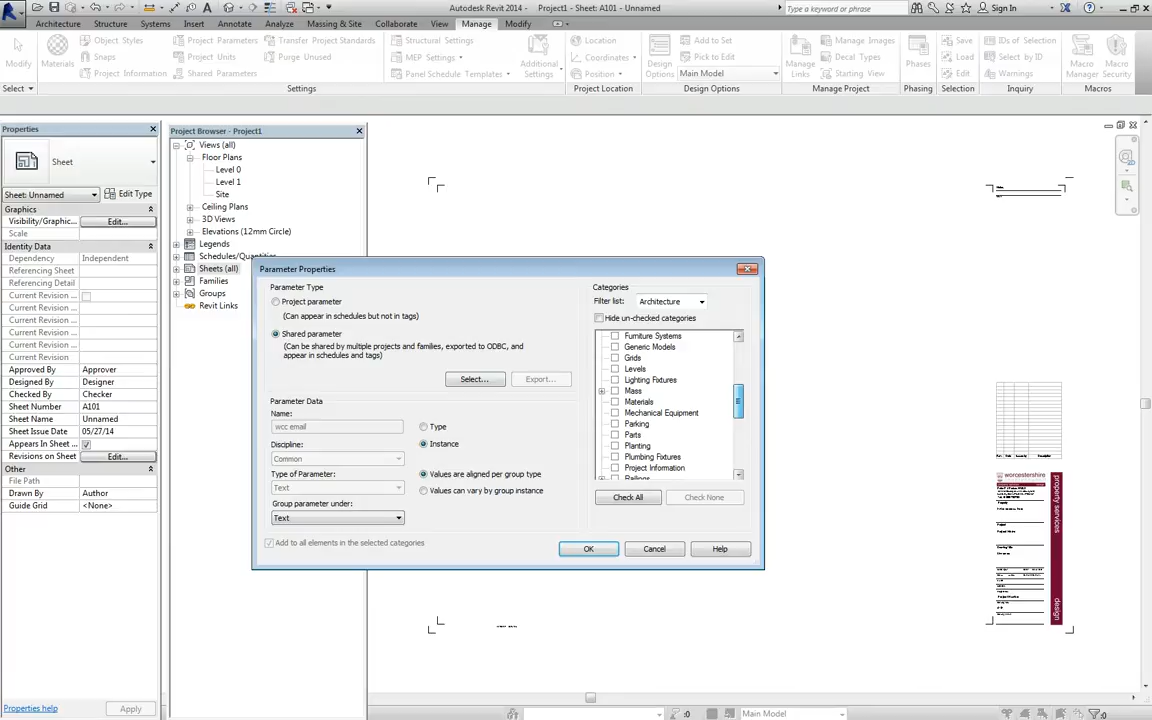 Autodesk Revit 2014 - Project1 - Sheet: A101 - Unnamed
Type a keyword or phrase
Sign In
Architecture Structure Systems Insert Annotate Analyze Massing & Site Collaborate View Manage Modify
Modify
Materials
Object Styles
Snaps
Project Information
Project Parameters
Project Units
Shared Parameters
Transfer Project Standards
Purge Unused
Structural Settings
MEP Settings
Panel Schedule Templates
Additional
Settings
Location
Coordinates
Position
Design
Options
Add to Set
Pick to Edit
Main Model
Manage
Links
Manage Images
Decal Types
Starting View
Phases
Save
Load
Edit
IDs of Selection
Select by ID
Warnings
Macro
Manager
Macro
Security
Select
Settings
Project Location
Design Options
Manage Project
Phasing
Selection
Inquiry
Macros
Properties
Sheet
Sheet: Unnamed
Edit Type
Graphics
Visibility/Graphic... Edit...
Scale
Identity Data
Dependency Independent
Referencing Sheet
Referencing Detail
Current Revision ...
Current Revision ...
Current Revision ...
Current Revision ...
Current Revision ...
Current Revision
Approved By Approver
Designed By Designer
Checked By Checker
Sheet Number A101
Sheet Name Unnamed
Sheet Issue Date 05/27/14
Appears In Sheet ...
Revisions on Sheet Edit...
Other
File Path
Drawn By Author
Guide Grid <None>
Properties help
Apply
Project Browser - Project1
Views (all)
Floor Plans
Level 0
Level 1
Site
Ceiling Plans
3D Views
Elevations (12mm Circle)
Legends
Schedules/Quantities
Sheets (all)
Families
Groups
Revit Links
Parameter Properties
Parameter Type
Project parameter
(Can appear in schedules but not in tags)
Shared parameter
(Can be shared by multiple projects and families, exported to ODBC, and
appear in schedules and tags)
Select...
Export...
Parameter Data
Name:
wcc email
Discipline:
Common
Type of Parameter:
Text
Group parameter under:
Text
Type
Instance
Values are aligned per group type
Values can vary by group instance
Add to all elements in the selected categories
Categories
Filter list: Architecture
Hide un-checked categories
Furniture Systems
Generic Models
Grids
Levels
Lighting Fixtures
Mass
Materials
Mechanical Equipment
Parking
Parts
Planting
Plumbing Fixtures
Project Information
Railings
Check All
Check None
OK
Cancel
Help
worcestershire
property services
design
:0
Main Model
:0